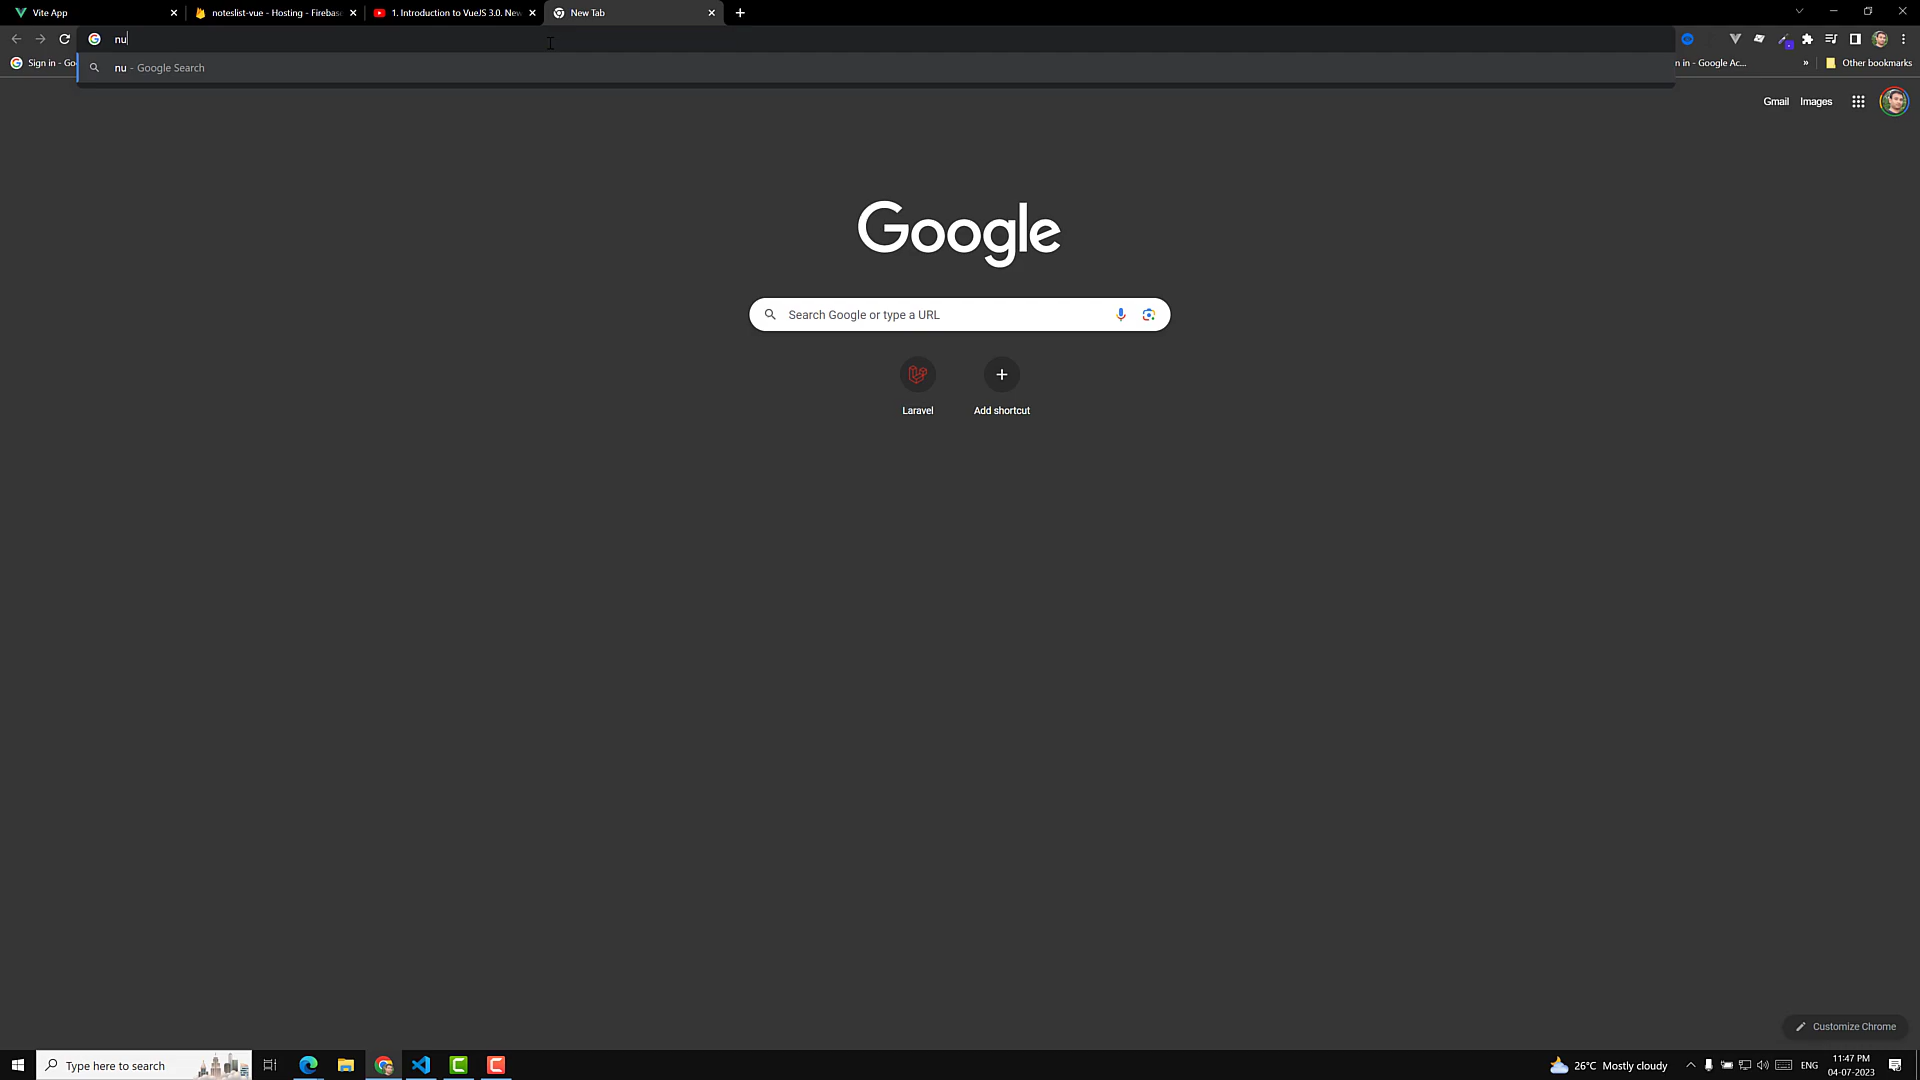 Vite App
noteslist-vue - Hosting - Firebas
1. Introduction to VueJS 3.0. New
New Tab
nu
Sign in - Go
nu - Google Search
n in - Google Ac...
»
Other bookmarks
Gmail
Images
Google
Search Google or type a URL
Laravel
Add shortcut
Customize Chrome
Type here to search
26°C Mostly cloudy
ENG
11:47 PM
04-07-2023